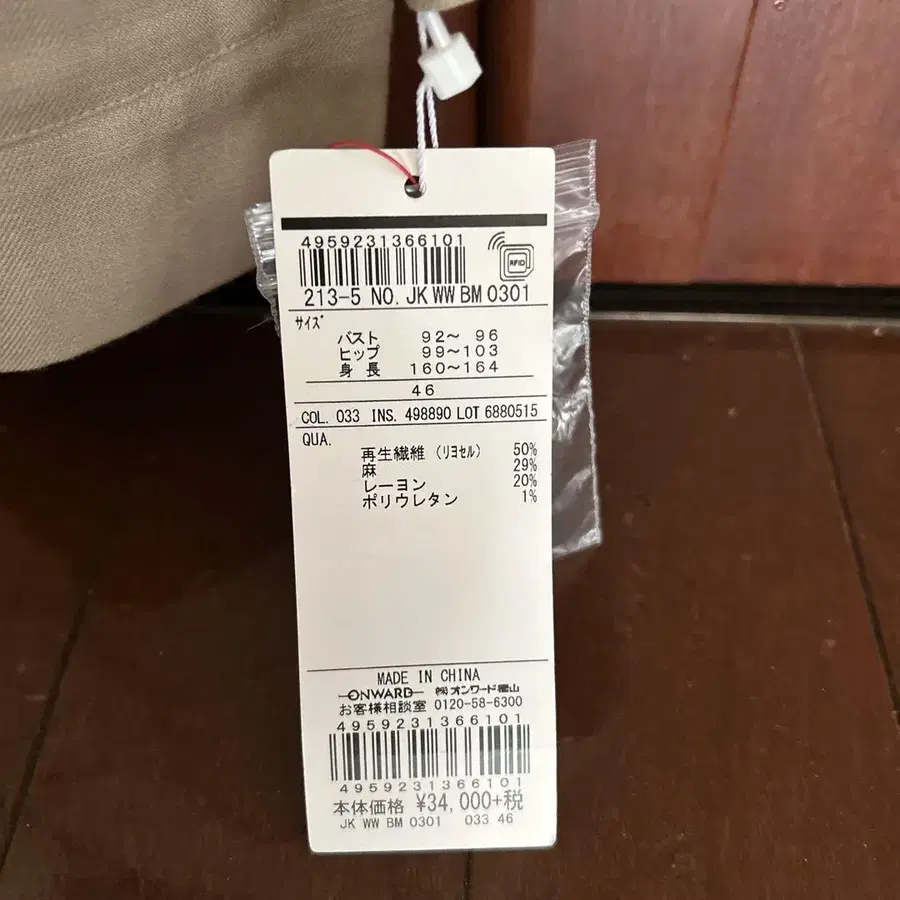 4959231366101
RFID
213-5 NO. JK WW BM 0301
サイズ
バスト 92～ 96
ヒップ 99～103
身 長 160～164
46
COL. 033 INS. 498890 LOT 6880515
QUA.
再生繊維 (リヨセル) 50%
麻 29%
レーヨン 20%
ポリウレタン 1%
MADE IN CHINA
ONWARD ㈱オンワード樫山
お客様相談室 0120-58-6300
4959231366101
4959231366101
本体価格 ¥34,000+税
JK WW BM 0301 033 46